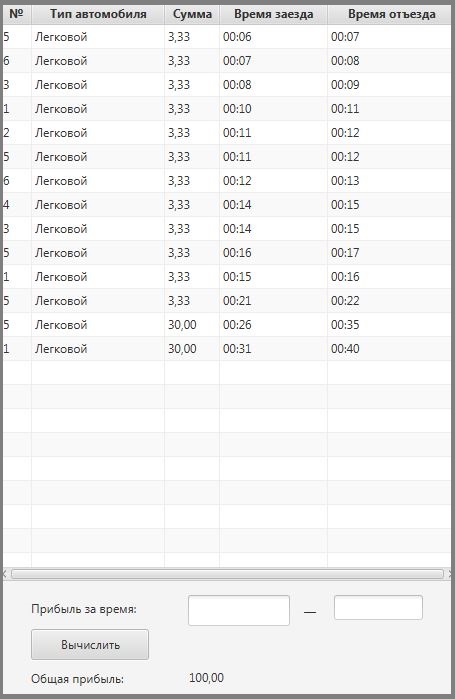 № Тип автомобиля Сумма Время заезда Время отъезда
5 Легковой 3,33 00:06 00:07
6 Легковой 3,33 00:07 00:08
3 Легковой 3,33 00:08 00:09
1 Легковой 3,33 00:10 00:11
2 Легковой 3,33 00:11 00:12
5 Легковой 3,33 00:11 00:12
6 Легковой 3,33 00:12 00:13
4 Легковой 3,33 00:14 00:15
3 Легковой 3,33 00:14 00:15
5 Легковой 3,33 00:16 00:17
1 Легковой 3,33 00:15 00:16
5 Легковой 3,33 00:21 00:22
5 Легковой 30,00 00:26 00:35
1 Легковой 30,00 00:31 00:40
Прибыль за время: —
Вычислить
Общая прибыль: 100,00